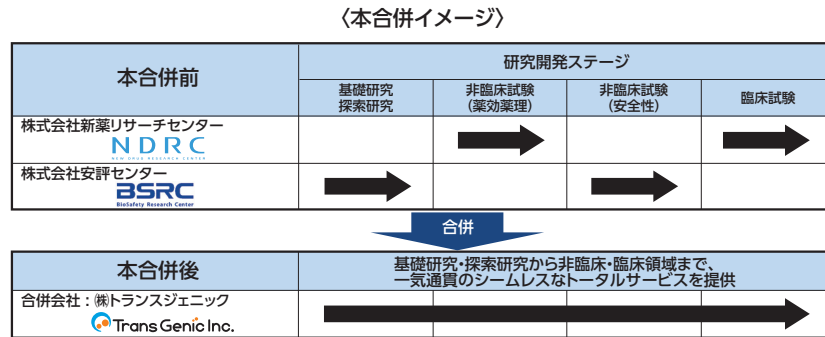 〈本合併イメージ〉
本合併前
研究開発ステージ
基礎研究
探索研究
非臨床試験
(薬効薬理)
非臨床試験
(安全性)
臨床試験
株式会社新薬リサーチセンター
NDRC
NEW DRUG RESEARCH CENTER
株式会社安評センター
BSRC
BioSafety Research Center
合併
本合併後
基礎研究・探索研究から非臨床・臨床領域まで、
一気通貫のシームレスなトータルサービスを提供
合併会社：㈱トランスジェニック
Trans Genic Inc.